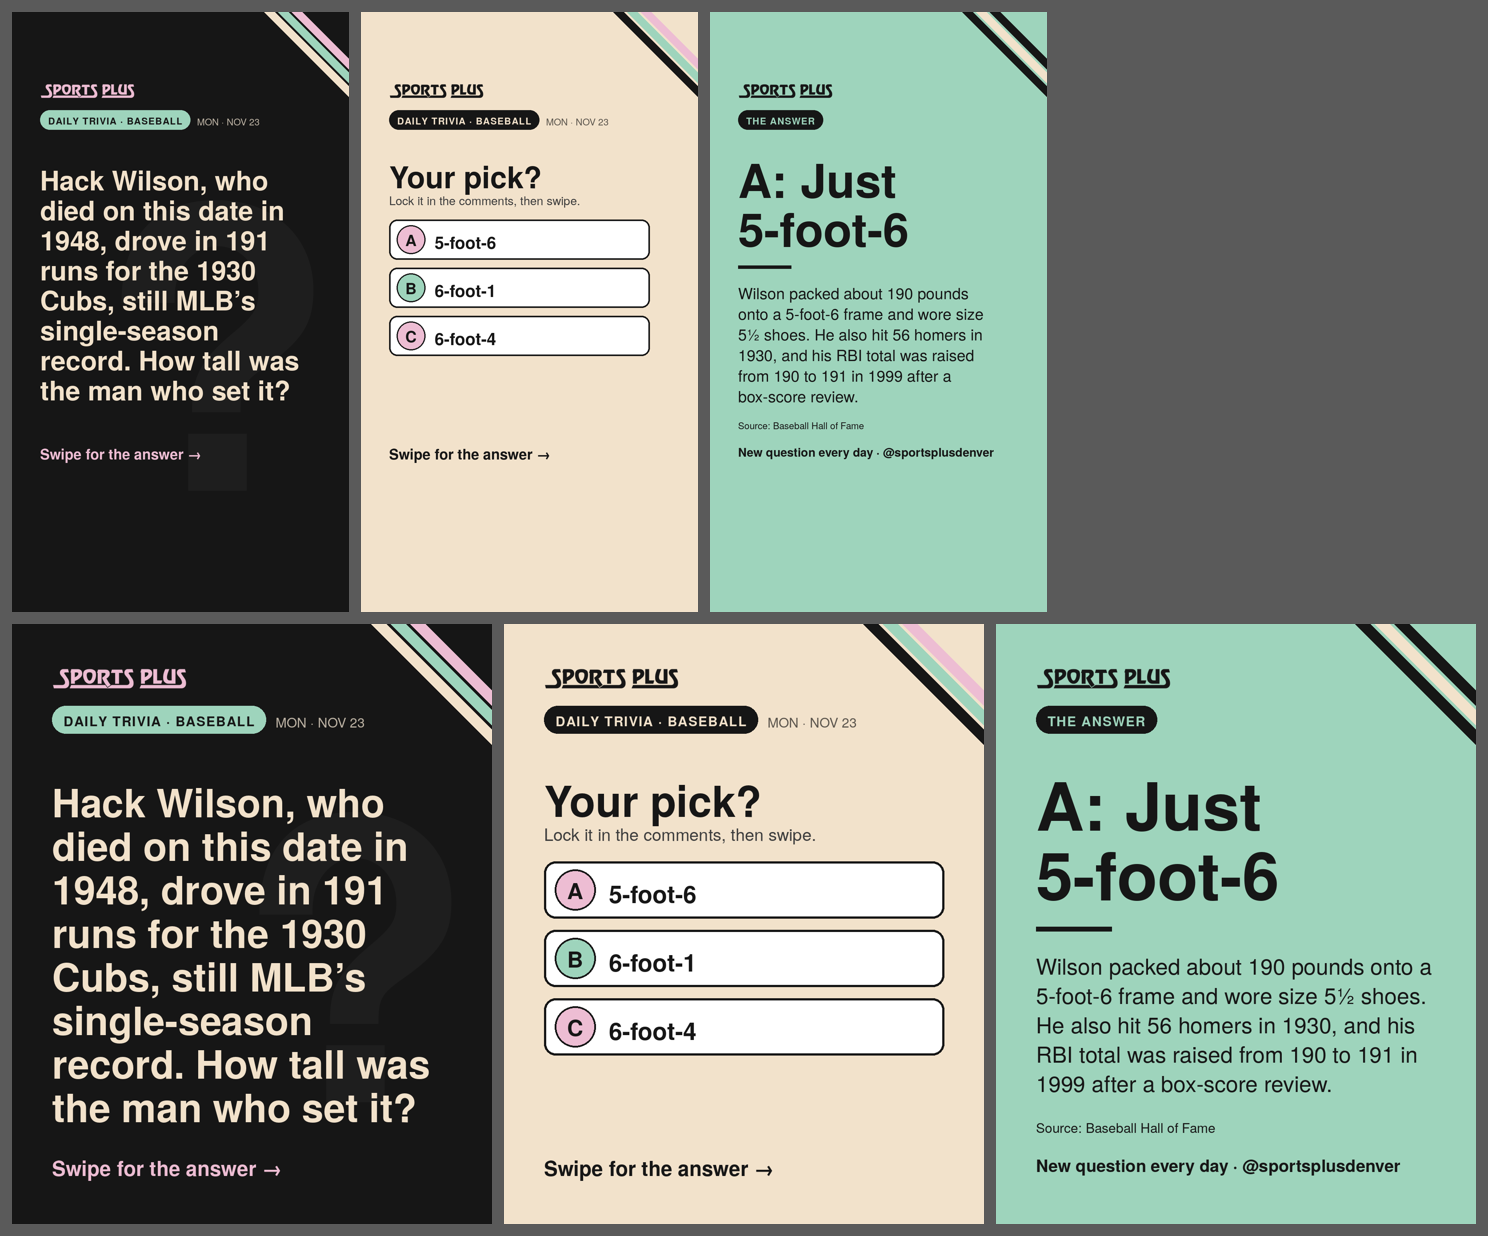 SPORTS PLUS
DAILY TRIVIA · BASEBALL MON · NOV 23
Hack Wilson, who
died on this date in
1948, drove in 191
runs for the 1930
Cubs, still MLB’s
single-season
record. How tall was
the man who set it?
Swipe for the answer →
SPORTS PLUS
DAILY TRIVIA · BASEBALL MON · NOV 23
Your pick?
Lock it in the comments, then swipe.
A 5-foot-6
B 6-foot-1
C 6-foot-4
Swipe for the answer →
SPORTS PLUS
THE ANSWER
A: Just
5-foot-6
Wilson packed about 190 pounds
onto a 5-foot-6 frame and wore size
5½ shoes. He also hit 56 homers in
1930, and his RBI total was raised
from 190 to 191 in 1999 after a
box-score review.
Source: Baseball Hall of Fame
New question every day · @sportsplusdenver
SPORTS PLUS
DAILY TRIVIA · BASEBALL MON · NOV 23
Hack Wilson, who
died on this date in
1948, drove in 191
runs for the 1930
Cubs, still MLB’s
single-season
record. How tall was
the man who set it?
Swipe for the answer →
SPORTS PLUS
DAILY TRIVIA · BASEBALL MON · NOV 23
Your pick?
Lock it in the comments, then swipe.
A 5-foot-6
B 6-foot-1
C 6-foot-4
Swipe for the answer →
SPORTS PLUS
THE ANSWER
A: Just
5-foot-6
Wilson packed about 190 pounds onto a
5-foot-6 frame and wore size 5½ shoes.
He also hit 56 homers in 1930, and his
RBI total was raised from 190 to 191 in
1999 after a box-score review.
Source: Baseball Hall of Fame
New question every day · @sportsplusdenver